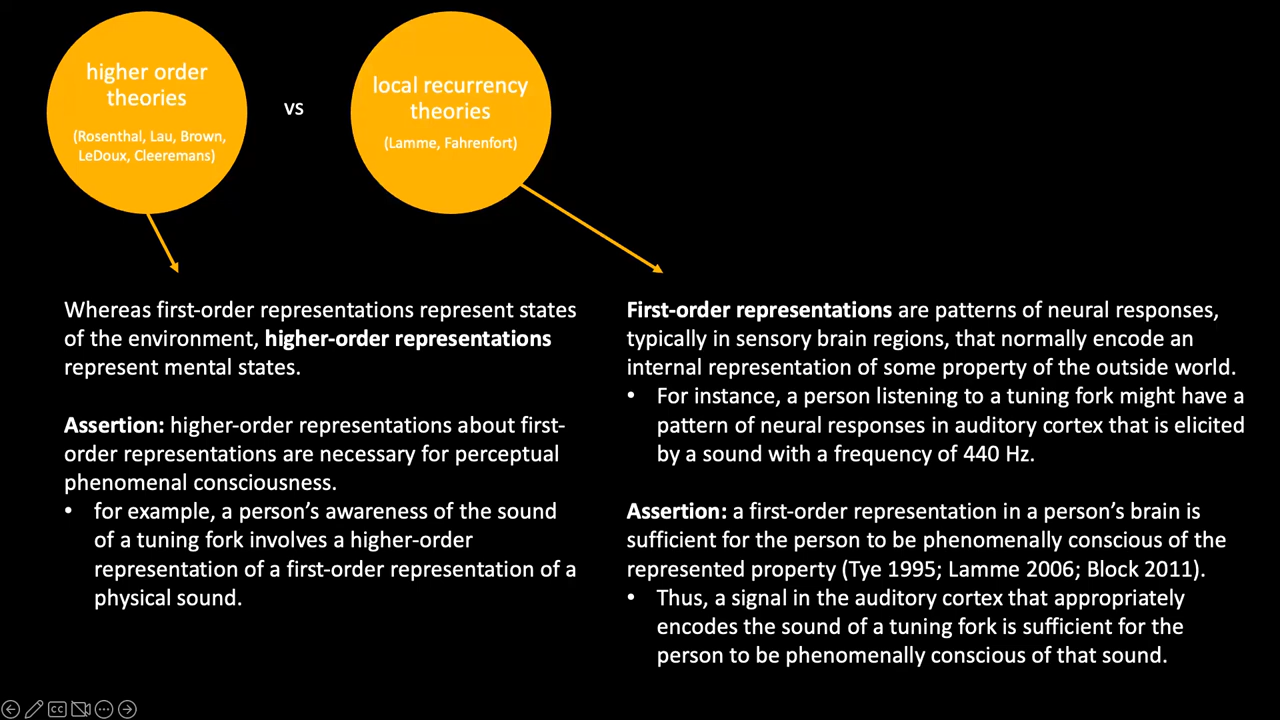 higher order
theories
(Rosenthal, Lau, Brown,
LeDoux, Cleeremans)
vs
local recurrency
theories
(Lamme, Fahrenfort)
Whereas first-order representations represent states
of the environment, higher-order representations
represent mental states.
Assertion: higher-order representations about first-
order representations are necessary for perceptual
phenomenal consciousness.
• for example, a person’s awareness of the sound
of a tuning fork involves a higher-order
representation of a first-order representation of a
physical sound.
First-order representations are patterns of neural responses,
typically in sensory brain regions, that normally encode an
internal representation of some property of the outside world.
• For instance, a person listening to a tuning fork might have a
pattern of neural responses in auditory cortex that is elicited
by a sound with a frequency of 440 Hz.
Assertion: a first-order representation in a person’s brain is
sufficient for the person to be phenomenally conscious of the
represented property (Tye 1995; Lamme 2006; Block 2011).
• Thus, a signal in the auditory cortex that appropriately
encodes the sound of a tuning fork is sufficient for the
person to be phenomenally conscious of that sound.
CC